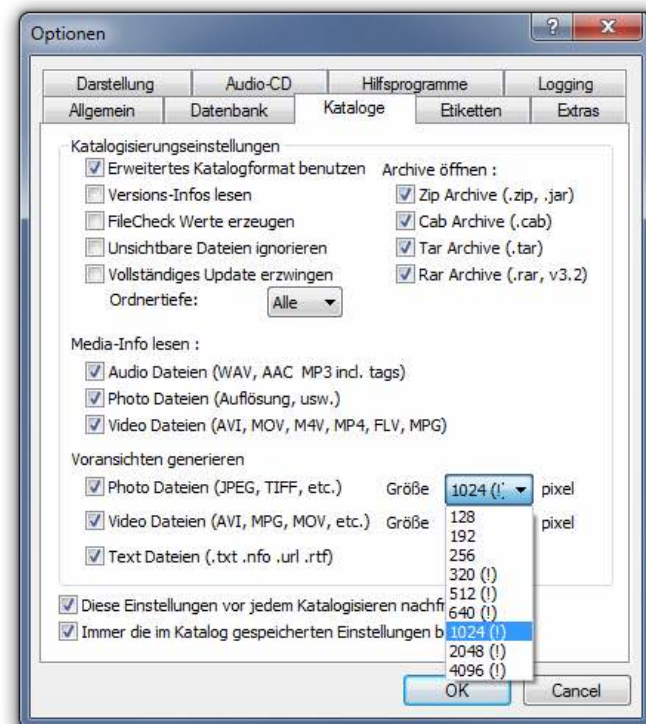 Optionen
Darstellung Audio-CD Hilfsprogramme Logging
Allgemein Datenbank Kataloge Etiketten Extras
Katalogisierungseinstellungen
Erweitertes Katalogformat benutzen
Versions-Infos lesen
FileCheck Werte erzeugen
Unsichtbare Dateien ignorieren
Vollständiges Update erzwingen
Ordnertiefe: Alle
Archive öffnen :
Zip Archive (.zip, .jar)
Cab Archive (.cab)
Tar Archive (.tar)
Rar Archive (.rar, v3.2)
Media-Info lesen :
Audio Dateien (WAV, AAC MP3 incl. tags)
Photo Dateien (Auflösung, usw.)
Video Dateien (AVI, MOV, M4V, MP4, FLV, MPG)
Voransichten generieren
Photo Dateien (JPEG, TIFF, etc.) Größe 1024 (! pixel
Video Dateien (AVI, MPG, MOV, etc.) Größe pixel
Text Dateien (.txt .nfo .url .rtf)
128
192
256
320 (!)
512 (!)
640 (!)
1024 (!)
2048 (!)
4096 (!)
Diese Einstellungen vor jedem Katalogisieren
Immer die im Katalog gespeicherten Einstellungen
OK Cancel